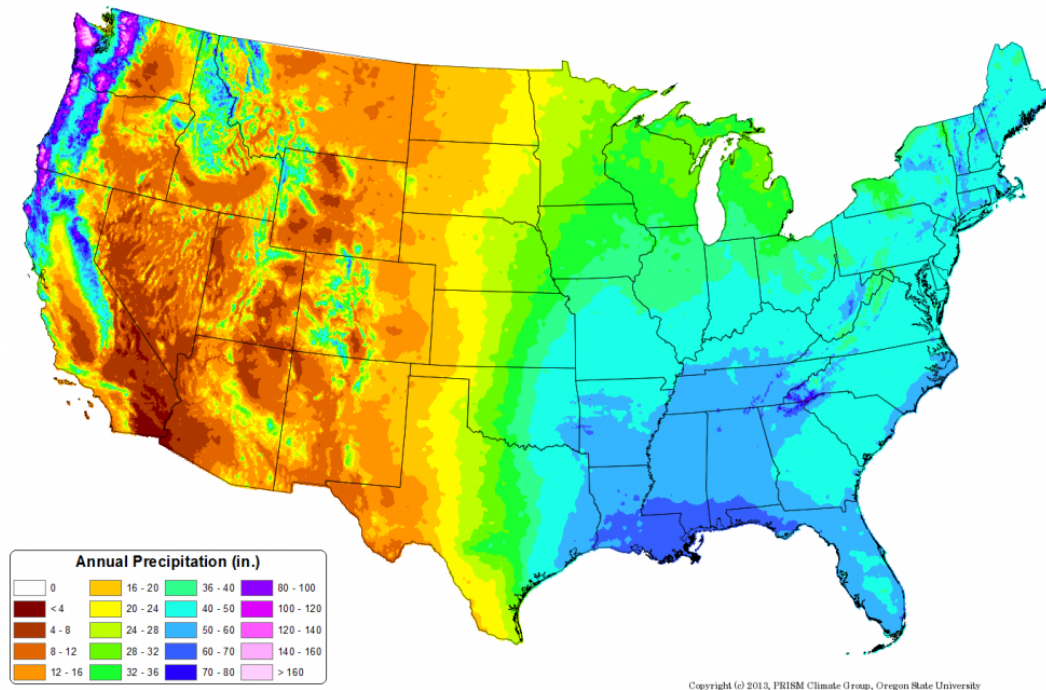 Annual Precipitation (in.)
0 16 - 20 36 - 40 80 - 100
< 4 20 - 24 40 - 50 100 - 120
4 - 8 24 - 28 50 - 60 120 - 140
8 - 12 28 - 32 60 - 70 140 - 160
12 - 16 32 - 36 70 - 80 > 160
Copyright (c) 2013, PRISM Climate Group, Oregon State University